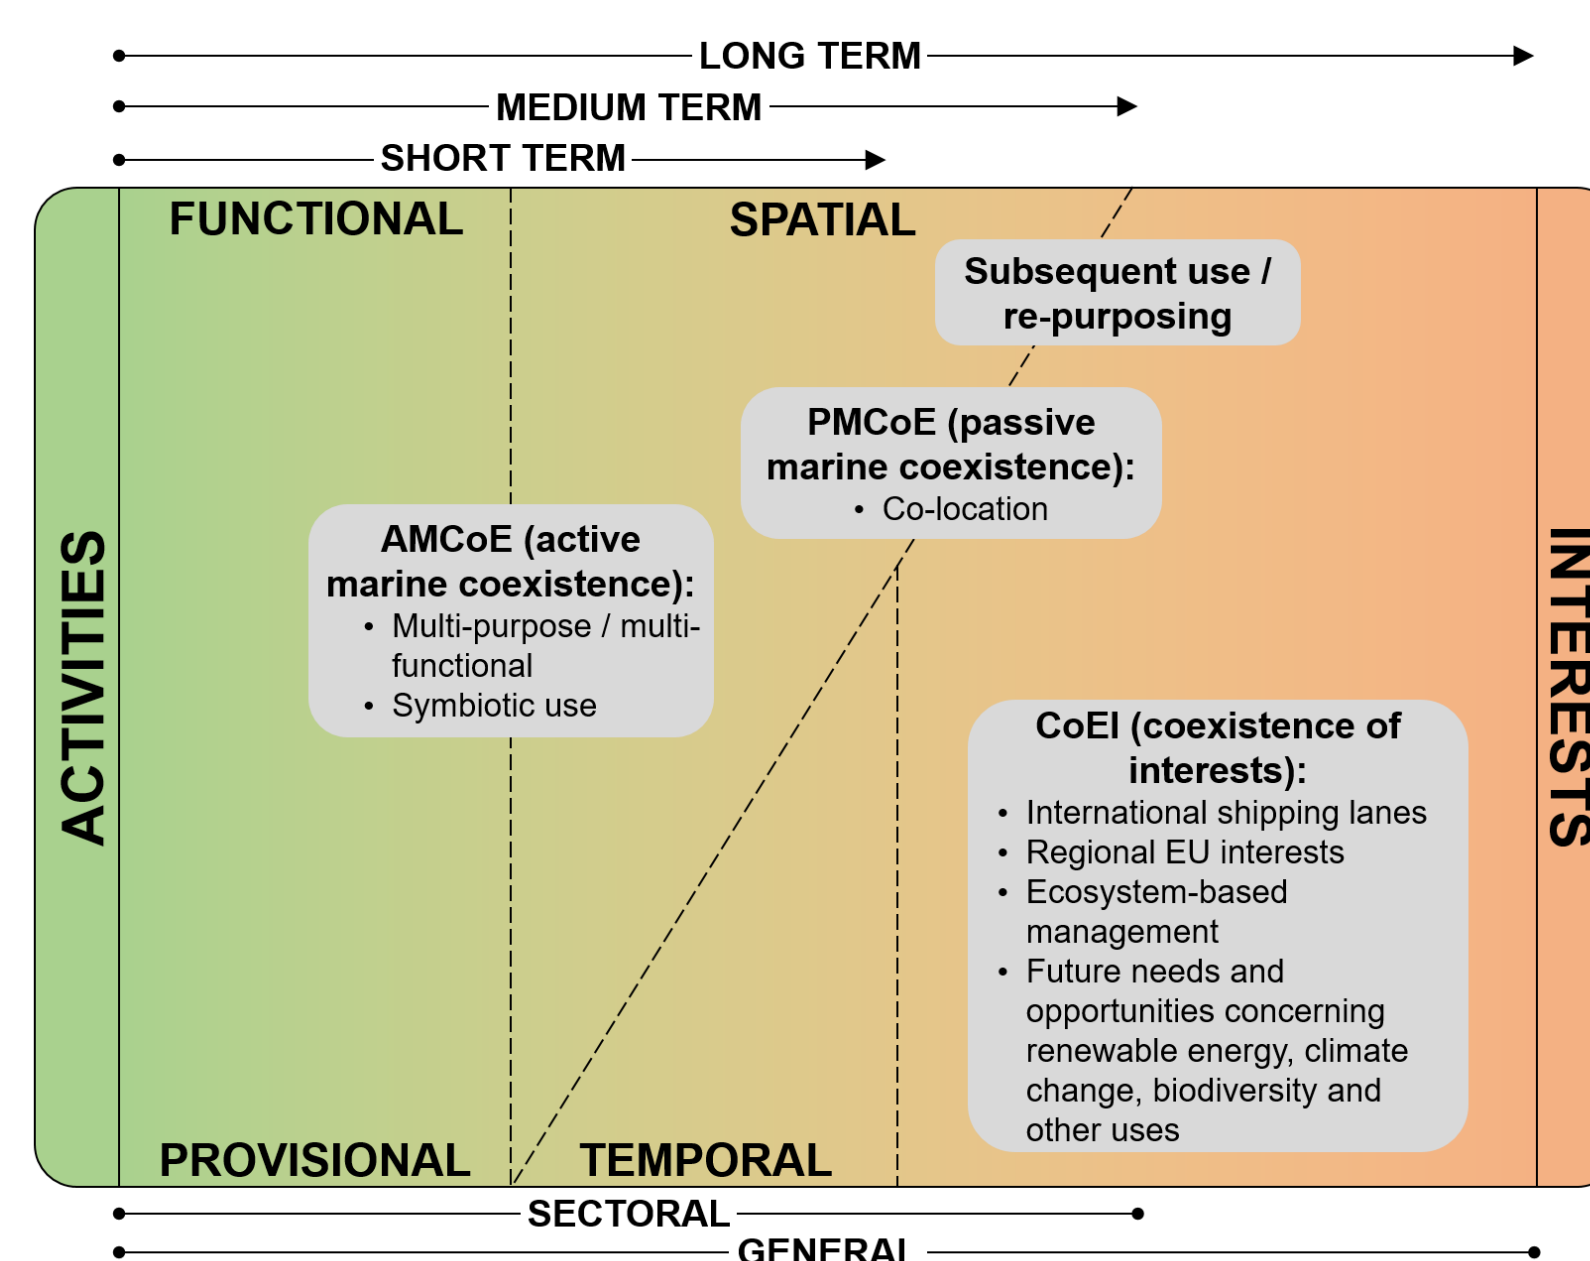 LONG TERM
MEDIUM TERM
SHORT TERM
FUNCTIONAL
SPATIAL
Subsequent use /
re-purposing
PMCoE (passive
marine coexistence):
• Co-location
AMCoE (active
marine coexistence):
• Multi-purpose / multi-
functional
• Symbiotic use
ACTIVITIES
INTERESTS
CoEI (coexistence of
interests):
• International shipping lanes
• Regional EU interests
• Ecosystem-based
management
• Future needs and
opportunities concerning
renewable energy, climate
change, biodiversity and
other uses
PROVISIONAL
TEMPORAL
SECTORAL
GENERAL